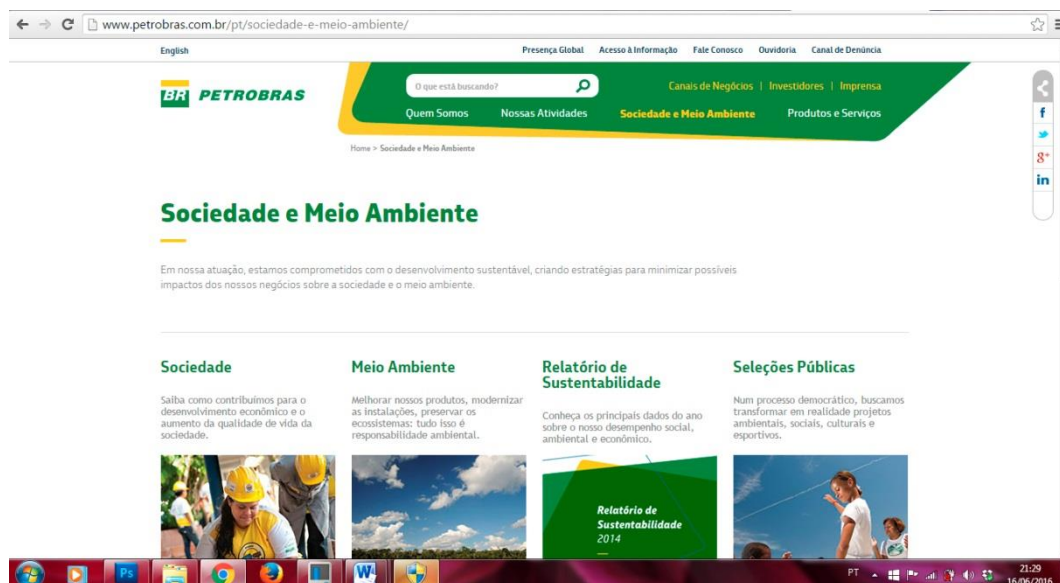 www.petrobras.com.br/pt/sociedade-e-meio-ambiente/
English
Presença Global Acesso à Informação Fale Conosco Ouvidoria Canal de Denúncia
BR PETROBRAS
O que está buscando?
Canais de Negócios | Investidores | Imprensa
Quem Somos Nossas Atividades Sociedade e Meio Ambiente Produtos e Serviços
Home > Sociedade e Meio Ambiente
f
g+
in
Sociedade e Meio Ambiente
Em nossa atuação, estamos comprometidos com o desenvolvimento sustentável, criando estratégias para minimizar possíveis
impactos dos nossos negócios sobre a sociedade e o meio ambiente.
Sociedade
Saiba como contribuímos para o
desenvolvimento econômico e o
aumento da qualidade de vida da
sociedade.
Meio Ambiente
Melhorar nossos produtos, modernizar
as instalações, preservar os
ecossistemas: tudo isso é
responsabilidade ambiental.
Relatório de
Sustentabilidade
Conheça os principais dados do ano
sobre o nosso desempenho social,
ambiental e econômico.
Relatório de
Sustentabilidade
2014
Seleções Públicas
Num processo democrático, buscamos
transformar em realidade projetos
ambientais, sociais, culturais e
esportivos.
Ps
W
PT
21:29
16/06/2016